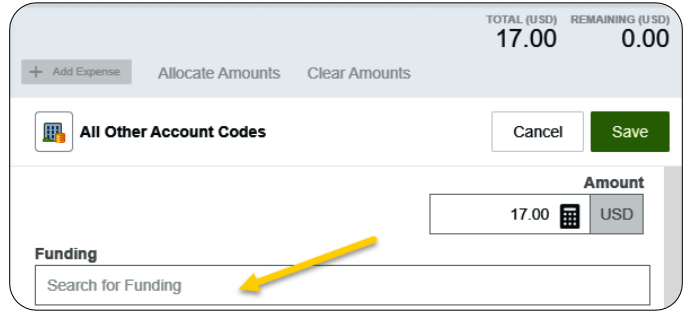 TOTAL (USD) REMAINING (USD)
17.00 0.00
+ Add Expense Allocate Amounts Clear Amounts
All Other Account Codes Cancel Save
Amount
17.00 USD
Funding
Search for Funding